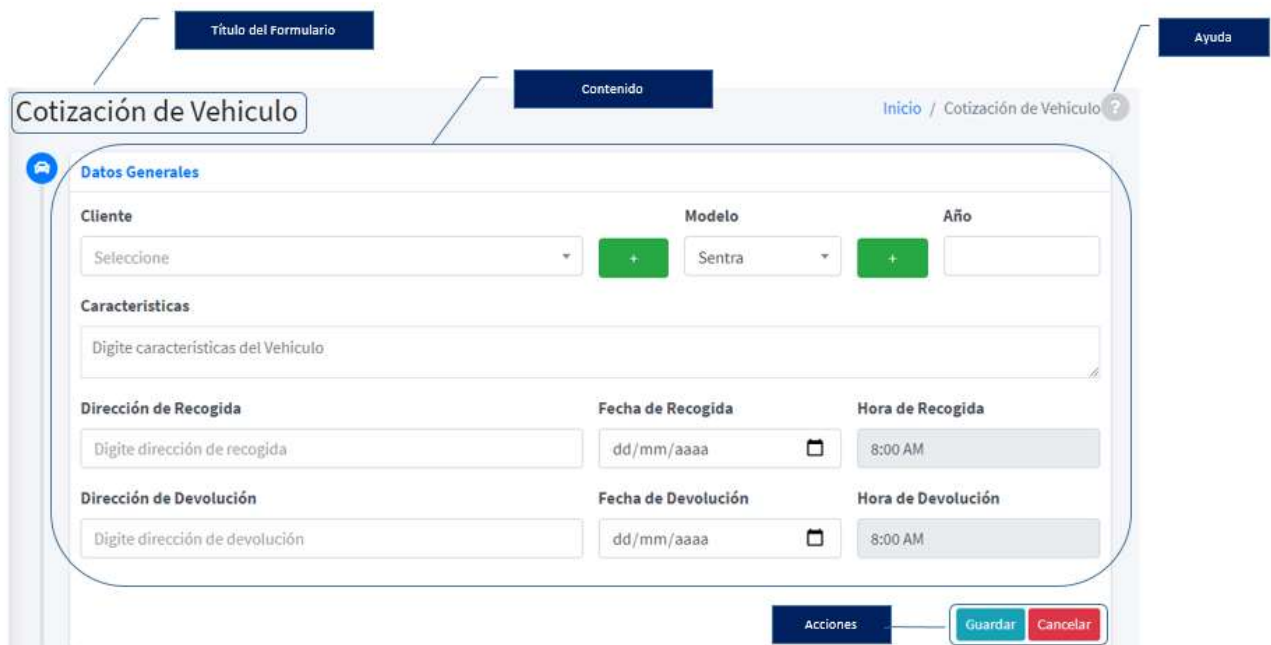 Título del Formulario
Ayuda
Contenido
Cotización de Vehiculo
Inicio / Cotización de Vehiculo ?
Datos Generales
Cliente Modelo Año
Seleccione + Sentra +
Caracteristicas
Digite caracteristicas del Vehiculo
Dirección de Recogida Fecha de Recogida Hora de Recogida
Digite dirección de recogida dd/mm/aaaa 8:00 AM
Dirección de Devolución Fecha de Devolución Hora de Devolución
Digite dirección de devolución dd/mm/aaaa 8:00 AM
Acciones Guardar Cancelar